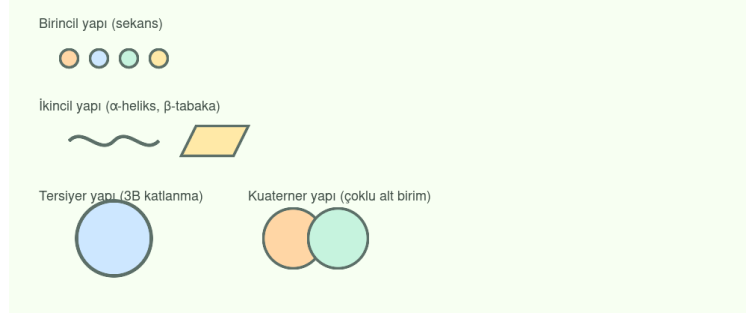 Birincil yapı (sekans)
İkincil yapı (α-heliks, β-tabaka)
Tersiyer yapı (3B katlanma)
Kuaterner yapı (çoklu alt birim)